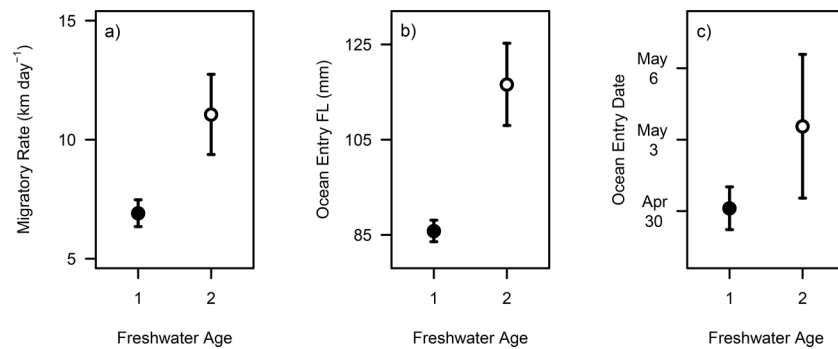 a)
Migratory Rate (km day⁻¹)
15
10
5
1 2
Freshwater Age
b)
Ocean Entry FL (mm)
125
105
85
1 2
Freshwater Age
c)
Ocean Entry Date
May
6
May
3
Apr
30
1 2
Freshwater Age